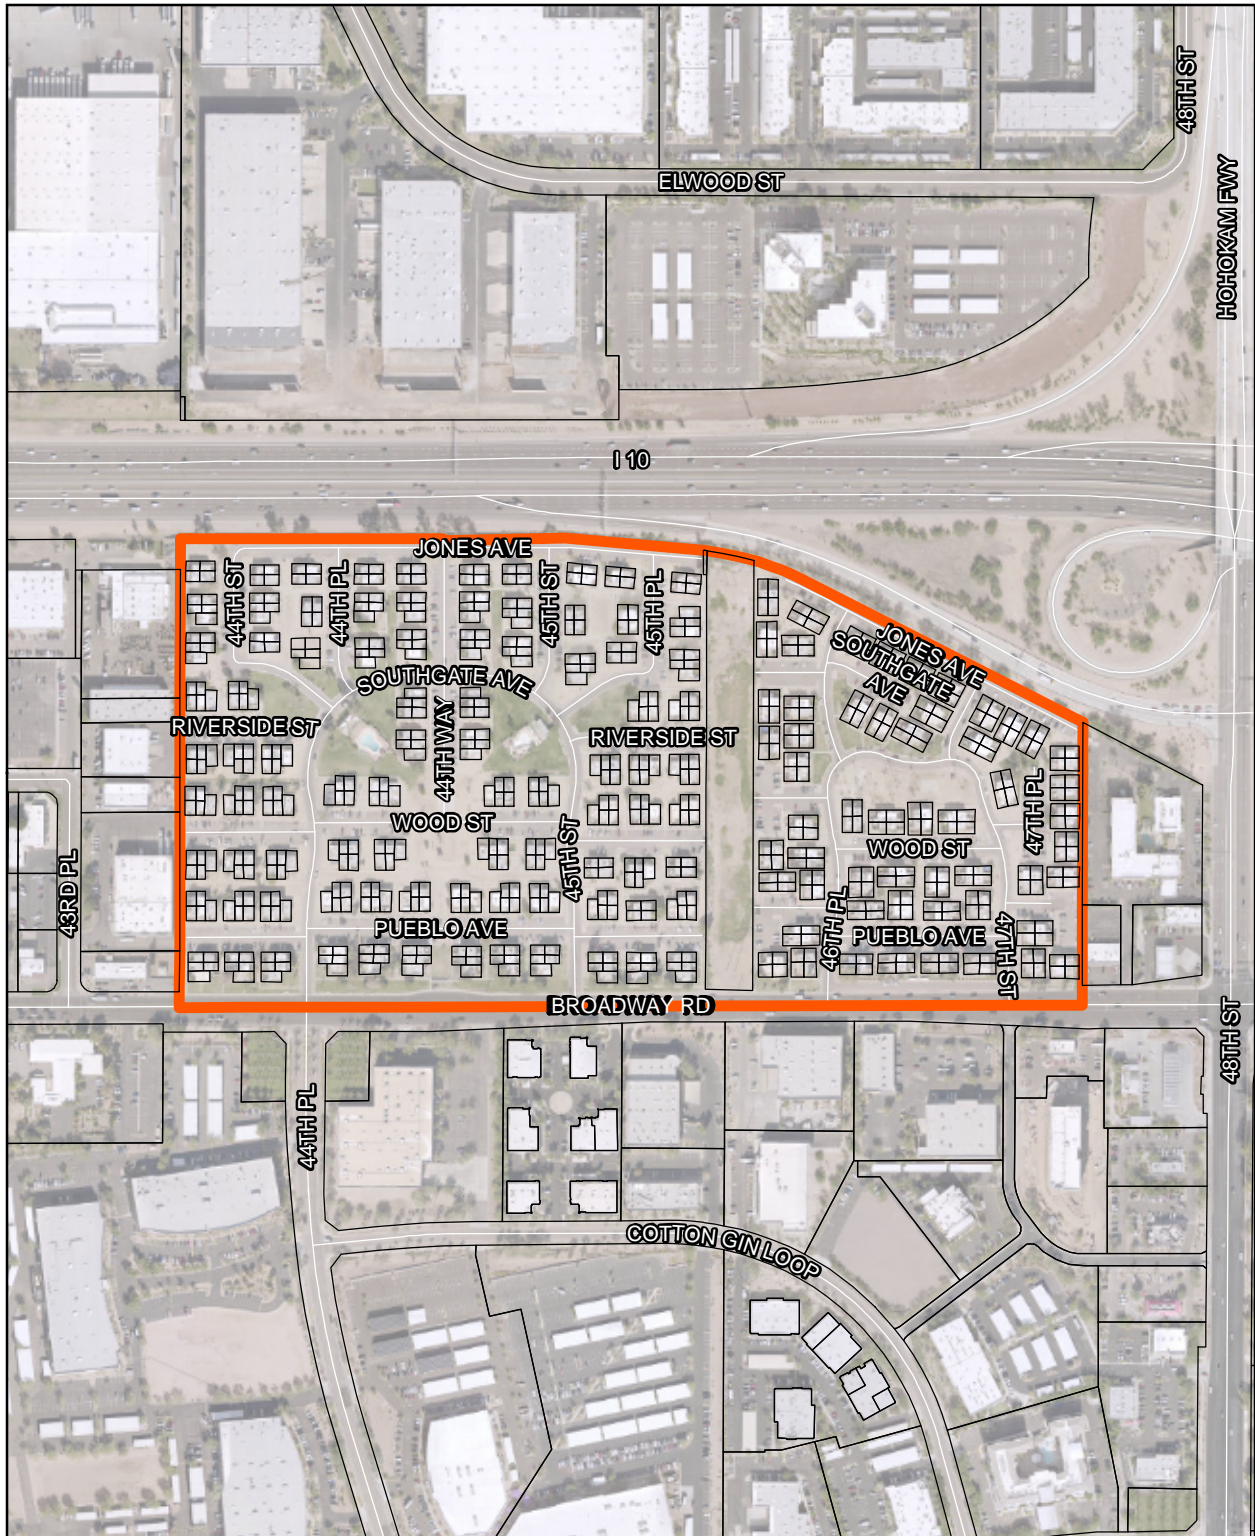 48TH ST
ELWOOD ST
HOHOKAM FWY
I 10
JONES AVE
44TH ST
44TH PL
45TH ST
45TH PL
JONES AVE
SOUTHGATE AVE
SOUTHGATE
AVE
RIVERSIDE ST
44TH WAY
RIVERSIDE ST
WOOD ST
47TH PL
WOOD ST
43RD PL
45TH ST
PUEBLO AVE
46TH PL
PUEBLO AVE
47TH ST
BROADWAY RD
48TH ST
44TH PL
COTTON GIN LOOP